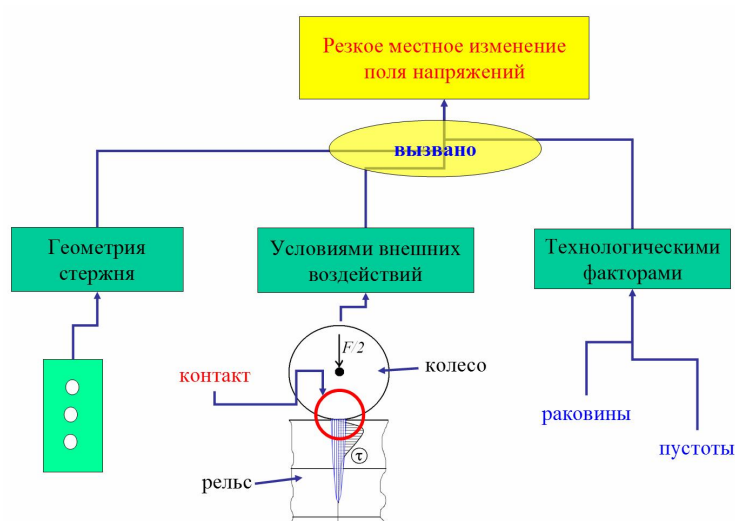 Резкое местное изменение
поля напряжений
вызвано
Геометрия
стержня
Условиями внешних
воздействий
Технологическими
факторами
F/2
колесо
контакт
раковины
τ
пустоты
рельс